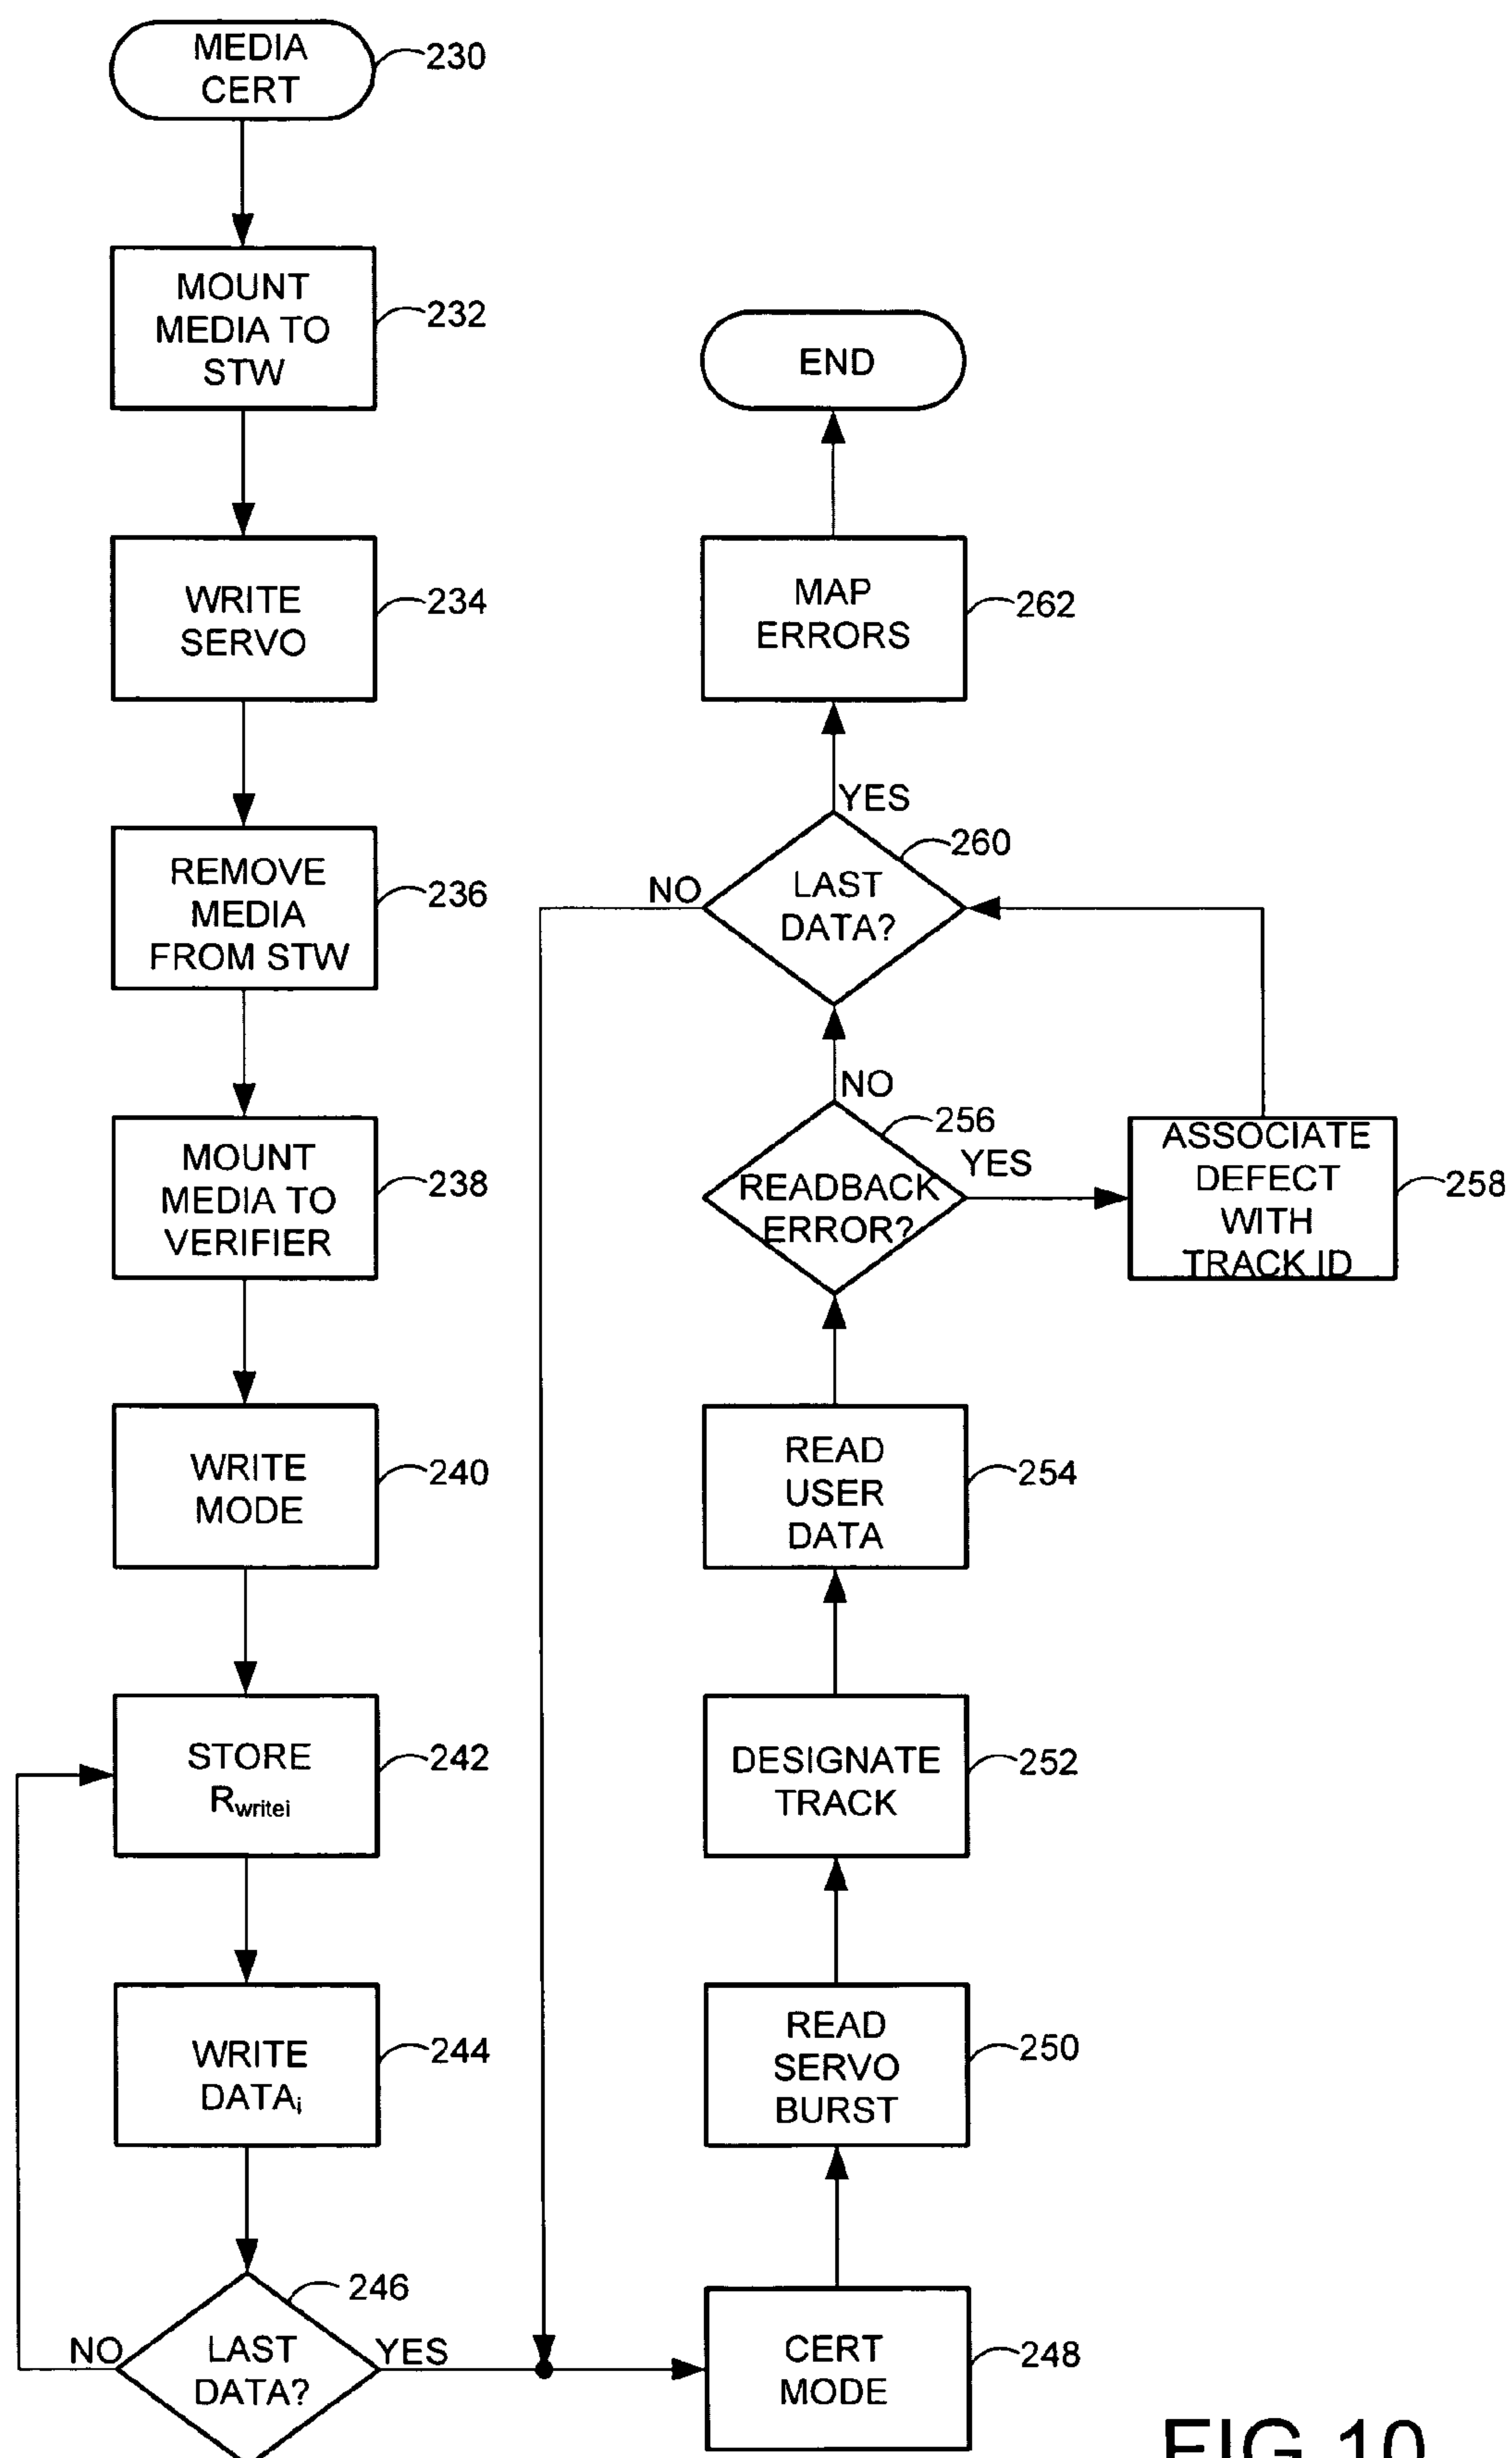 MEDIA
CERT
230
MOUNT
MEDIA TO
STW
232
WRITE
SERVO
234
REMOVE
MEDIA
FROM STW
236
MOUNT
MEDIA TO
VERIFIER
238
WRITE
MODE
240
STORE
Rwritei
242
WRITE
DATAi
244
LAST
DATA?
246
NO
YES
CERT
MODE
248
READ
SERVO
BURST
250
DESIGNATE
TRACK
252
READ
USER
DATA
254
READBACK
ERROR?
256
YES
NO
ASSOCIATE
DEFECT
WITH
TRACK ID
258
LAST
DATA?
260
NO
YES
MAP
ERRORS
262
END
FIG 10